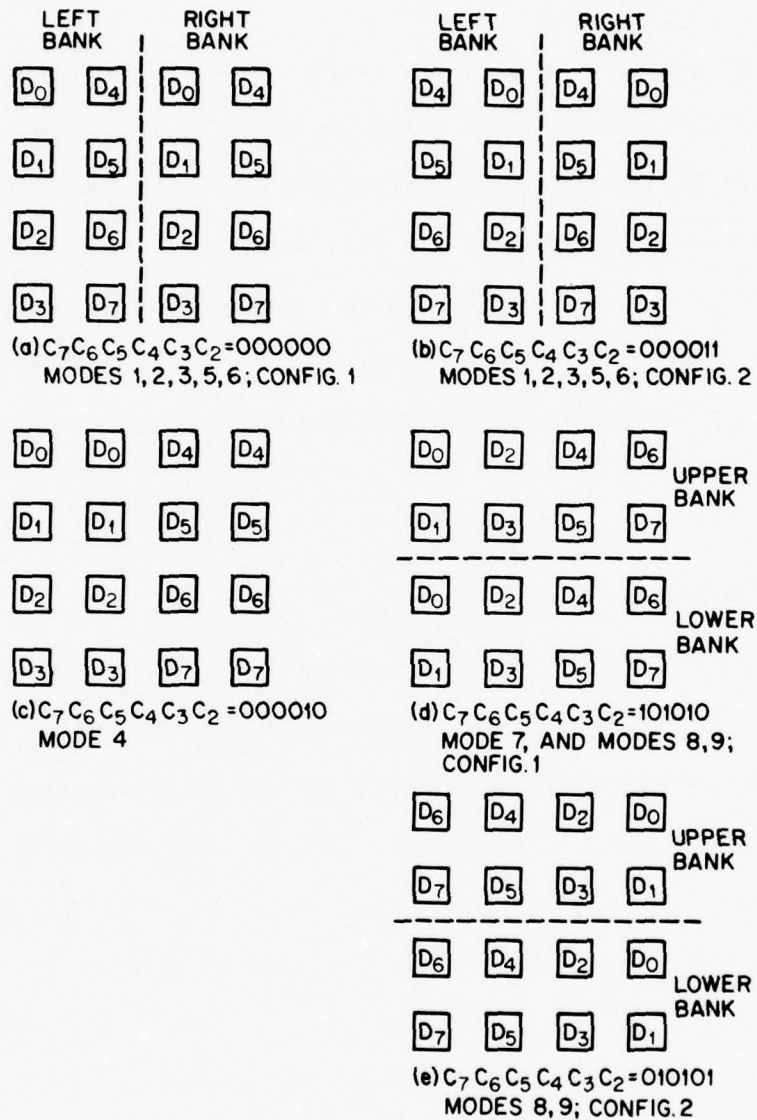 LEFT BANK RIGHT BANK
D0 D4 D0 D4
D1 D5 D1 D5
D2 D6 D2 D6
D3 D7 D3 D7
(a) C7 C6 C5 C4 C3 C2 = 000000
MODES 1, 2, 3, 5, 6; CONFIG. 1
LEFT BANK RIGHT BANK
D4 D0 D4 D0
D5 D1 D5 D1
D6 D2 D6 D2
D7 D3 D7 D3
(b) C7 C6 C5 C4 C3 C2 = 000011
MODES 1, 2, 3, 5, 6; CONFIG. 2
D0 D0 D4 D4
D1 D1 D5 D5
D2 D2 D6 D6
D3 D3 D7 D7
(c) C7 C6 C5 C4 C3 C2 = 000010
MODE 4
D0 D2 D4 D6
UPPER
BANK
D1 D3 D5 D7
D0 D2 D4 D6
LOWER
BANK
D1 D3 D5 D7
(d) C7 C6 C5 C4 C3 C2 = 101010
MODE 7, AND MODES 8, 9;
CONFIG. 1
D6 D4 D2 D0
UPPER
BANK
D7 D5 D3 D1
D6 D4 D2 D0
LOWER
BANK
D7 D5 D3 D1
(e) C7 C6 C5 C4 C3 C2 = 010101
MODES 8, 9; CONFIG. 2